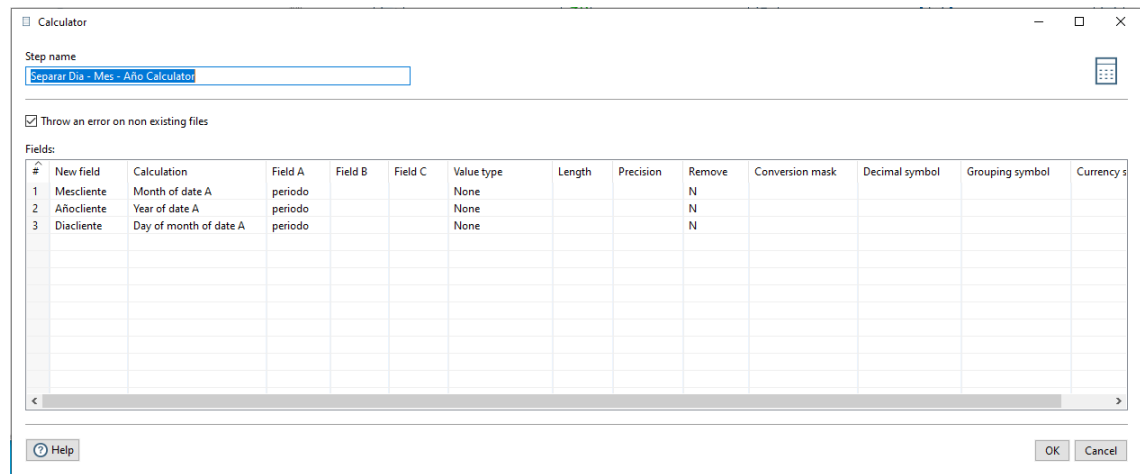 Calculator
Step name
Separar Dia - Mes - Año Calculator
Throw an error on non existing files
Fields:
# New field Calculation Field A Field B Field C Value type Length Precision Remove Conversion mask Decimal symbol Grouping symbol Currency s
1 Mescliente Month of date A periodo None N
2 Añocliente Year of date A periodo None N
3 Diacliente Day of month of date A periodo None N
Help OK Cancel